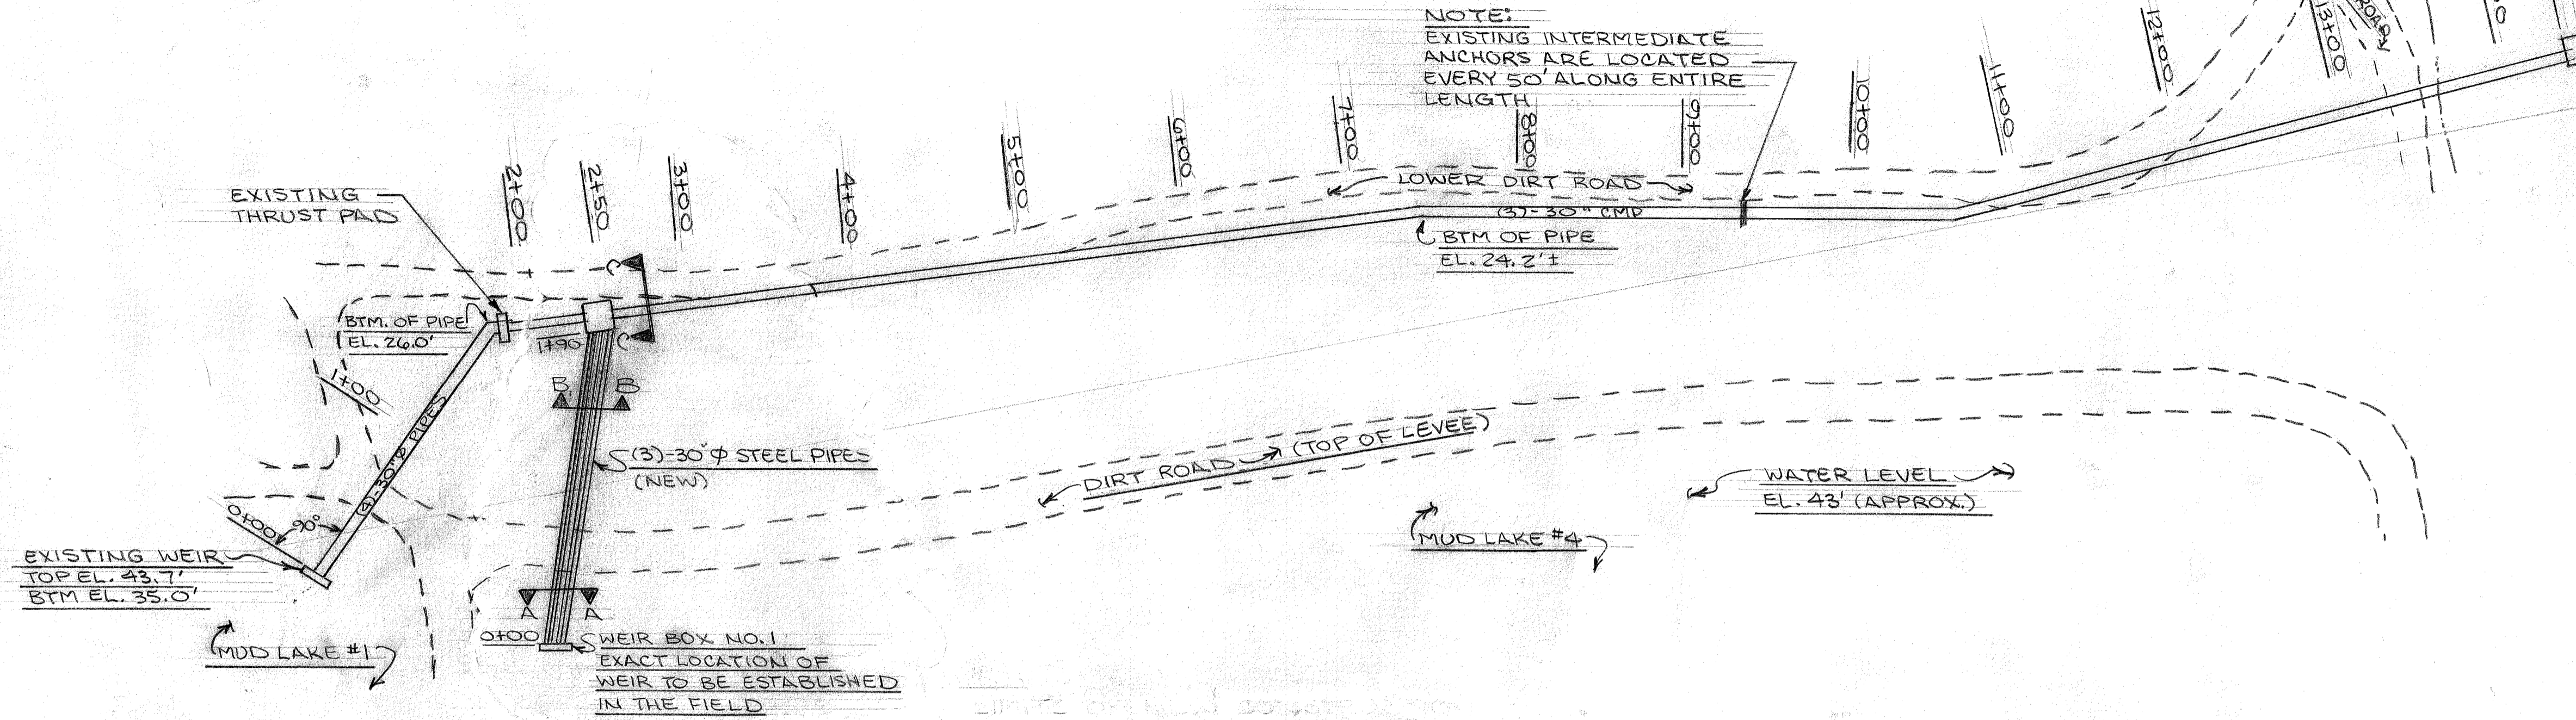 NOTE:
EXISTING INTERMEDIATE
ANCHORS ARE LOCATED
EVERY 50' ALONG ENTIRE
LENGTH
2+00
2+50
3+00
4+00
5+00
6+00
7+00
8+00
9+00
10+00
11+00
12+00
13+00
ROAD
EXISTING
THRUST PAD
LOWER DIRT ROAD
(3)-30" CMP
BTM OF PIPE
EL. 24.2'±
C
C
BTM. OF PIPE
EL. 26.0'
1+90
1+00
B B
(4)-30"φ PIPES
(3)-30"φ STEEL PIPES
(NEW)
DIRT ROAD (TOP OF LEVEE)
WATER LEVEL
EL. 43' (APPROX.)
MUD LAKE #4
0+00
90°
EXISTING WEIR
TOP EL. 43.7'
BTM EL. 35.0'
A A
0+00
MUD LAKE #1
WEIR BOX NO. 1
EXACT LOCATION OF
WEIR TO BE ESTABLISHED
IN THE FIELD